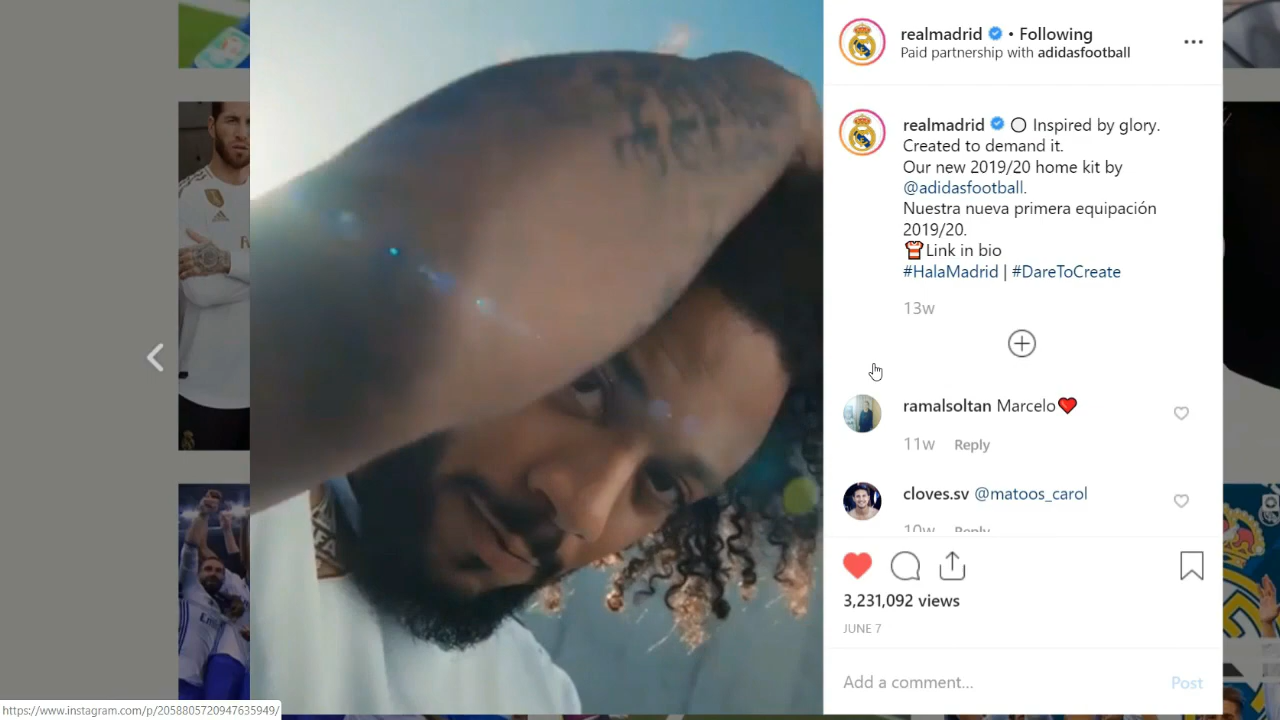 realmadrid • Following
Paid partnership with adidasfootball
realmadrid Inspired by glory.
Created to demand it.
Our new 2019/20 home kit by
@adidasfootball.
Nuestra nueva primera equipación
2019/20.
Link in bio
#HalaMadrid | #DareToCreate
13w
ramalsoltan Marcelo❤️
11w Reply
cloves.sv @matoos_carol
10w Reply
3,231,092 views
JUNE 7
Add a comment... Post
https://www.instagram.com/p/2058805720947635949/